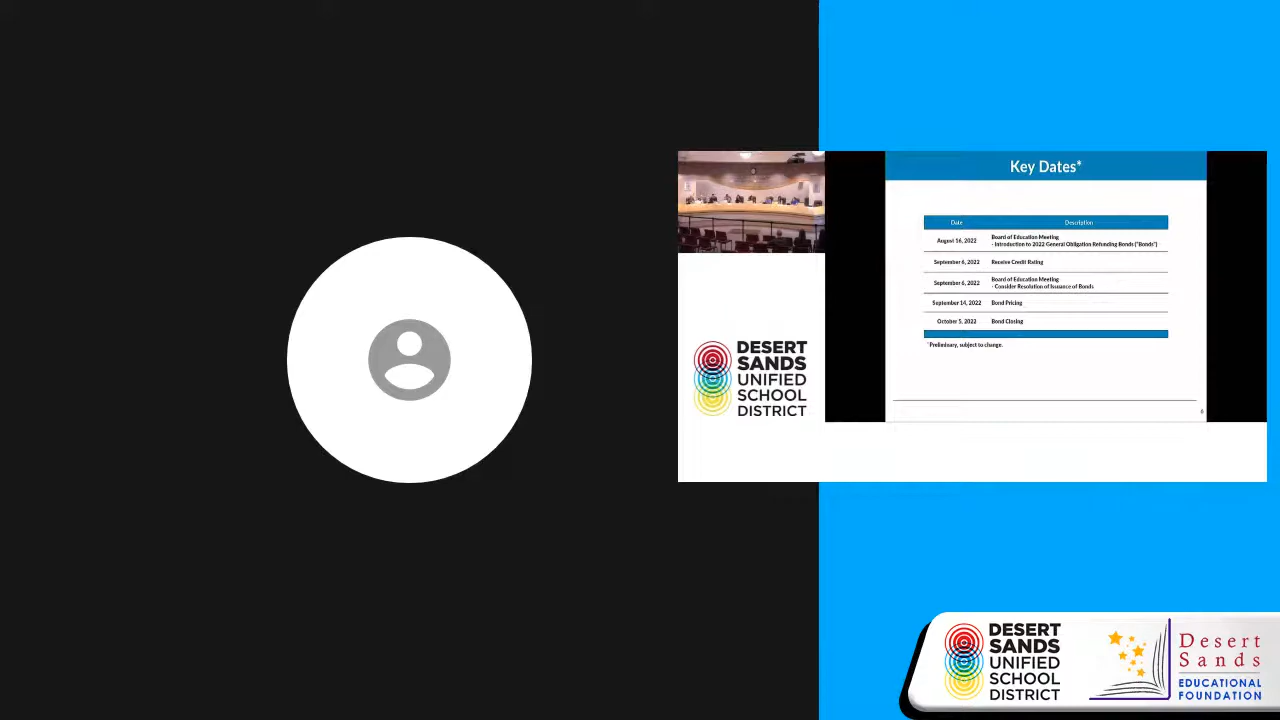 Key Dates*
Date Description
August 16, 2022 Board of Education Meeting
- Introduction to 2022 General Obligation Refunding Bonds ("Bonds")
September 6, 2022 Receive Credit Rating
September 6, 2022 Board of Education Meeting
- Consider Resolution of Issuance of Bonds
September 14, 2022 Bond Pricing
October 5, 2022 Bond Closing
*Preliminary, subject to change.
6
DESERT
SANDS
UNIFIED
SCHOOL
DISTRICT
DESERT
SANDS
UNIFIED
SCHOOL
DISTRICT
Desert
Sands
EDUCATIONAL
FOUNDATION